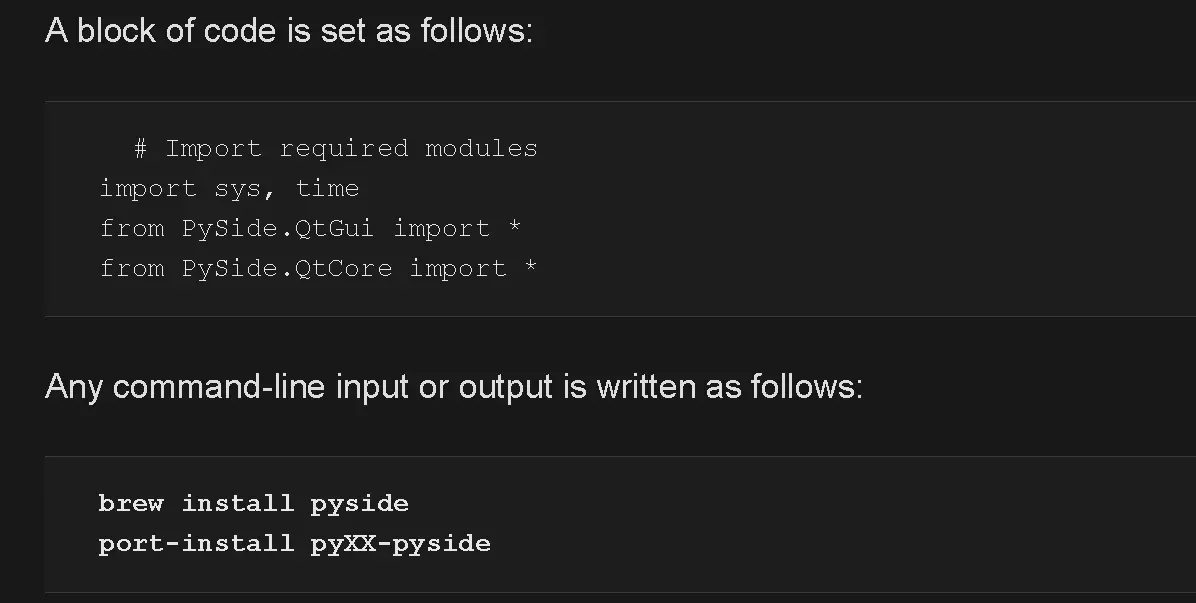 A block of code is set as follows:
# Import required modules
import sys, time
from PySide.QtGui import *
from PySide.QtCore import *
Any command-line input or output is written as follows:
brew install pyside
port-install pyXX-pyside